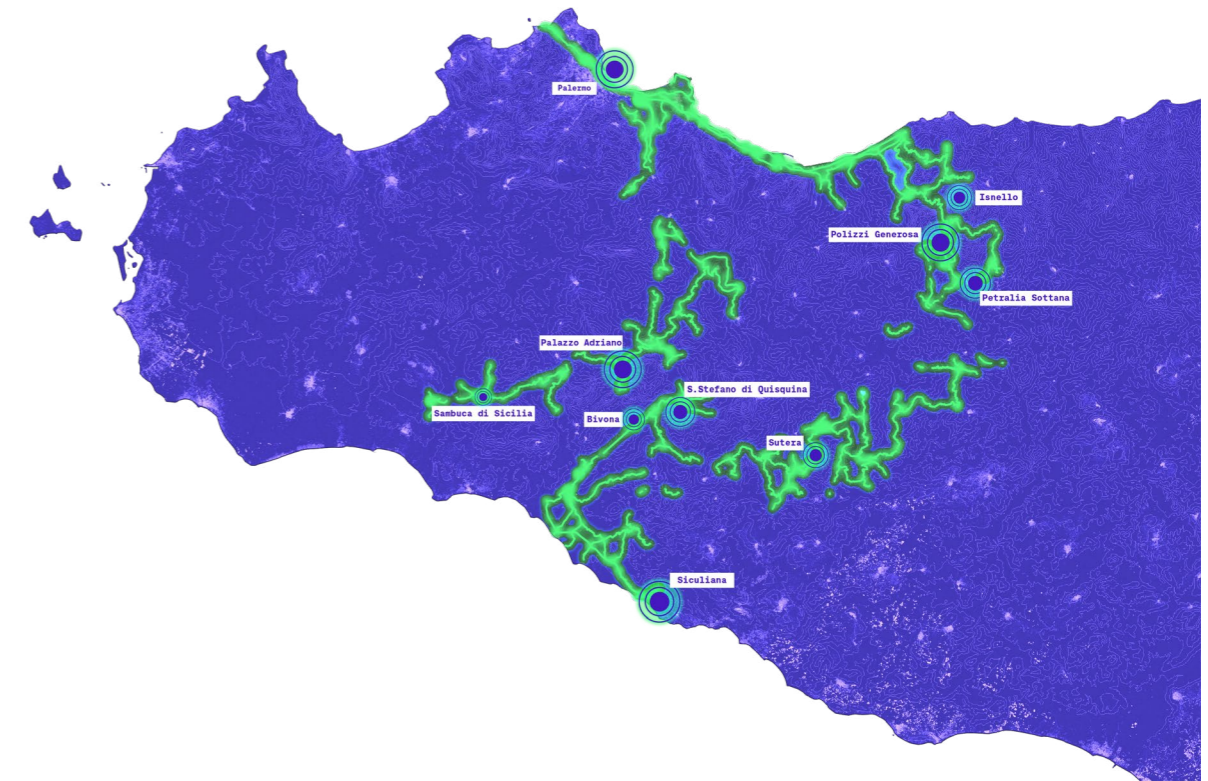 Palermo
Isnello
Polizzi Generosa
Petralia Sottana
Palazzo Adriano
S.Stefano di Quisquina
Sambuca di Sicilia
Bivona
Sutera
Siculiana